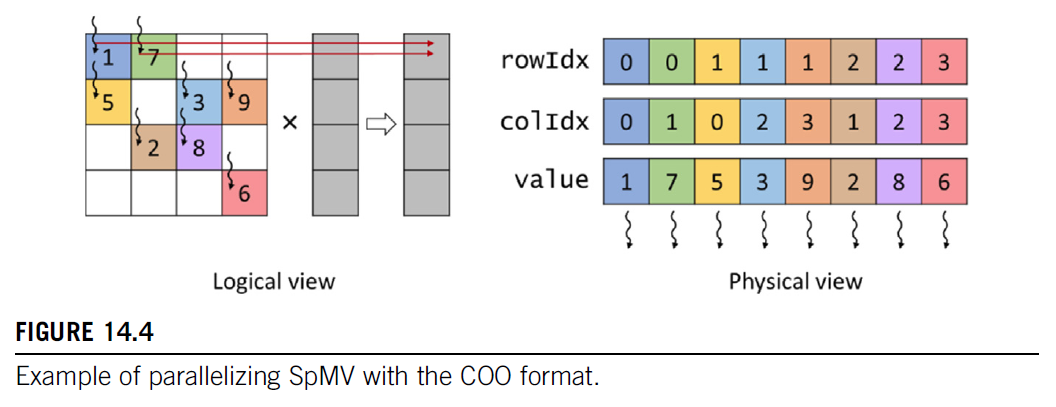 1 7
5 3 9
2 8
6
×
Logical view
rowIdx 0 0 1 1 1 2 2 3
colIdx 0 1 0 2 3 1 2 3
value 1 7 5 3 9 2 8 6
Physical view
FIGURE 14.4
Example of parallelizing SpMV with the COO format.